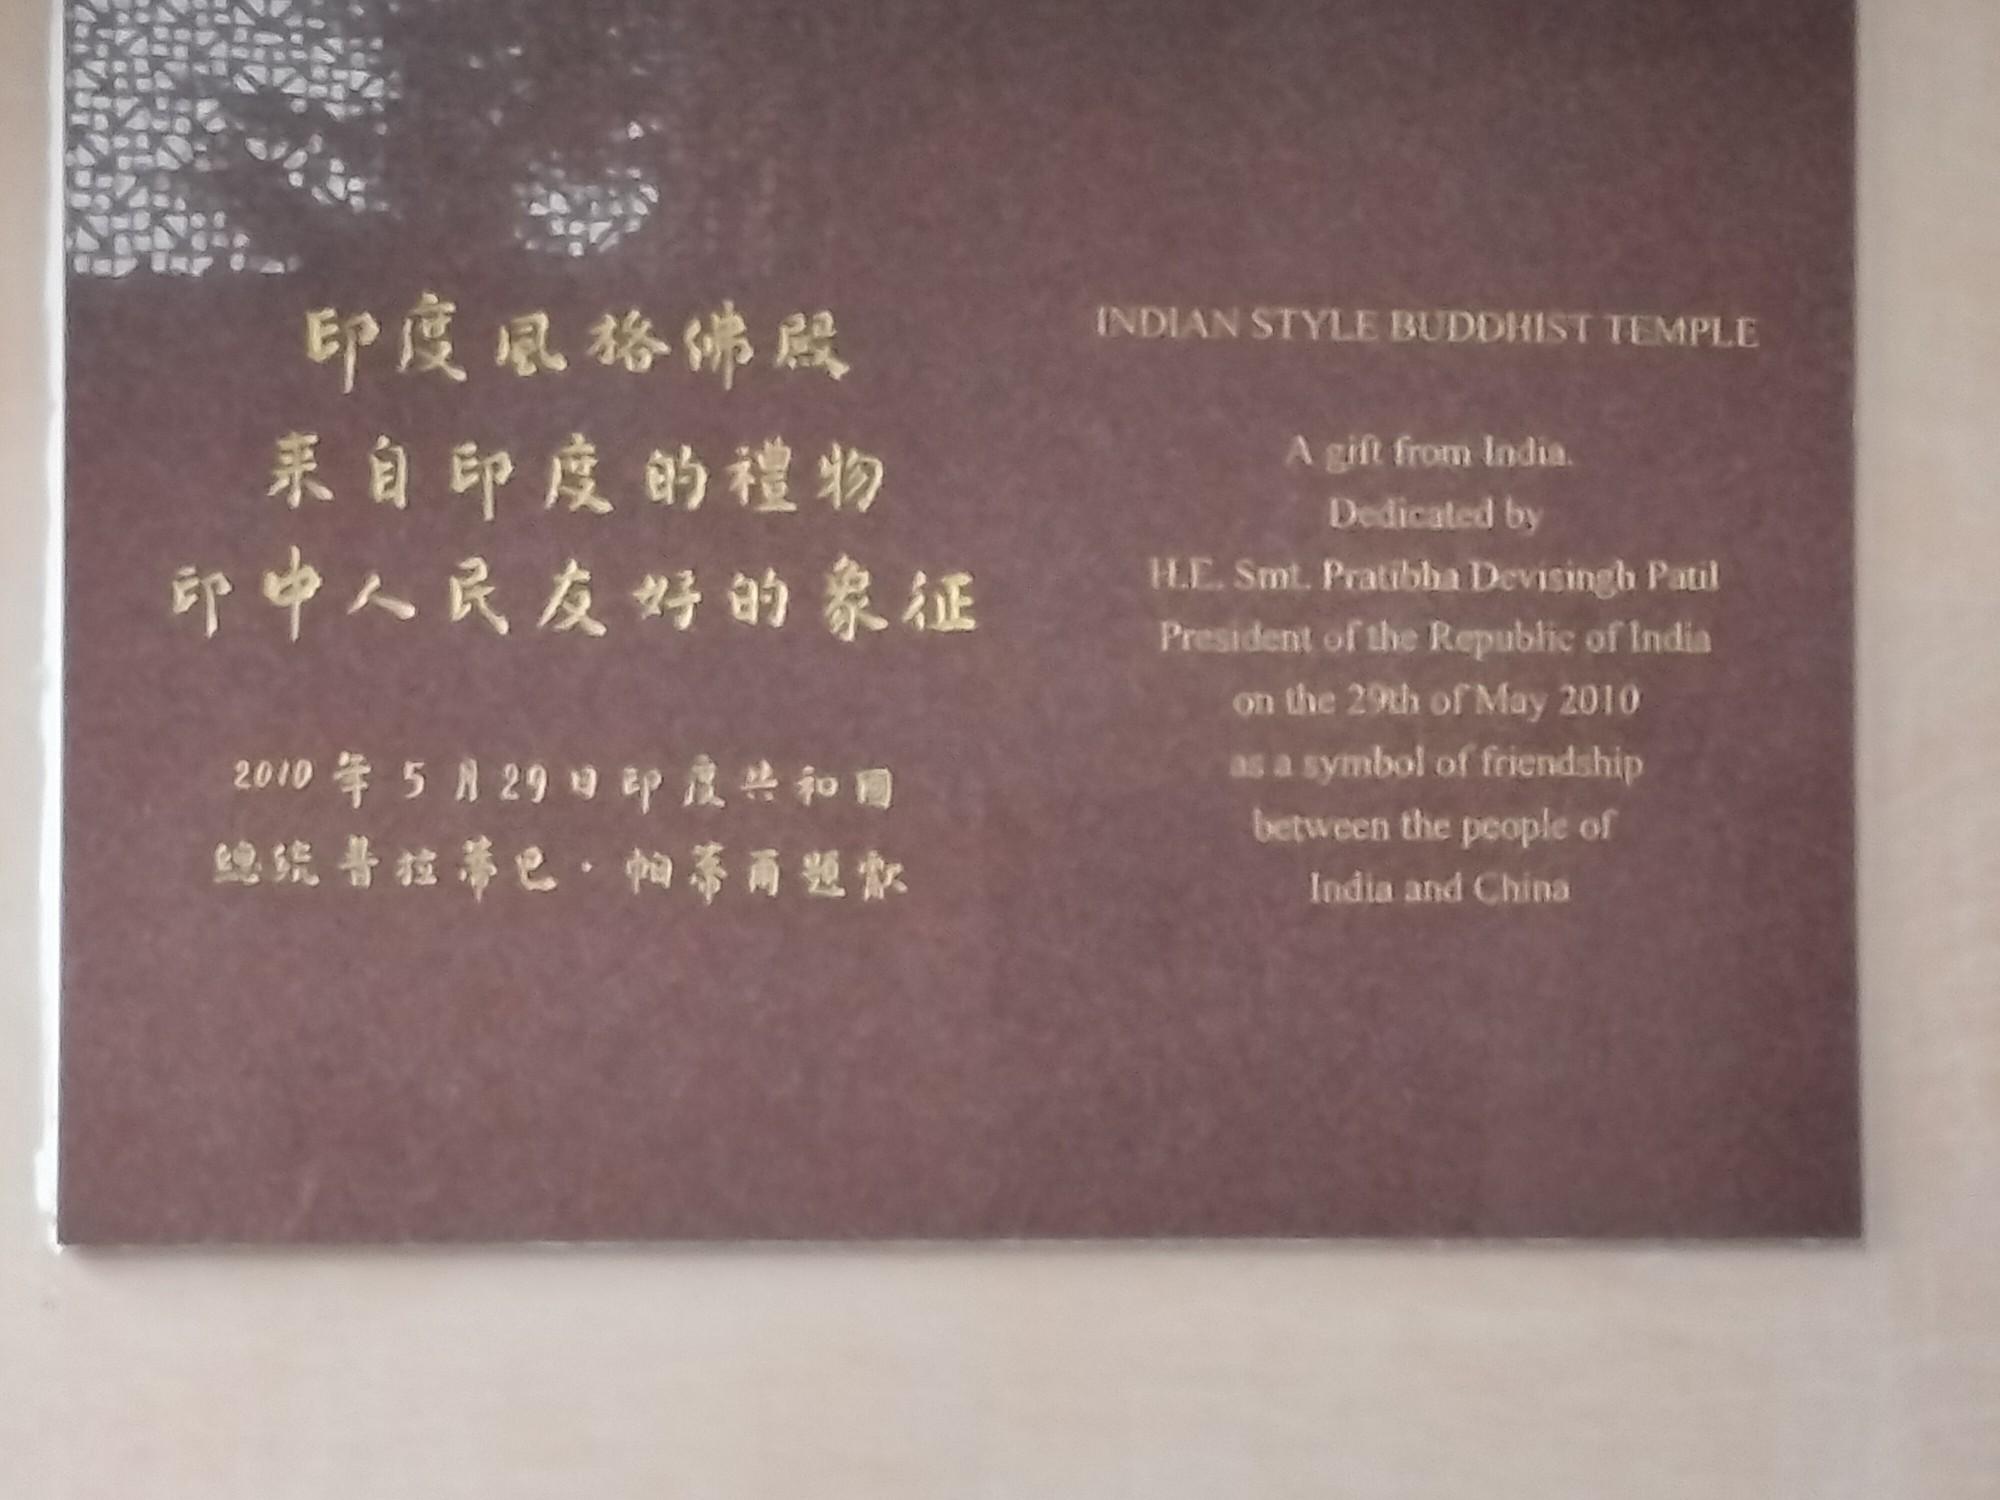 印度風格佛殿
来自印度的禮物
印中人民友好的象征
2010年5月29日印度共和國
總統普拉蒂巴·帕蒂爾題獻
INDIAN STYLE BUDDHIST TEMPLE
A gift from India.
Dedicated by
H.E. Smt. Pratibha Devisingh Patil
President of the Republic of India
on the 29th of May 2010
as a symbol of friendship
between the people of
India and China